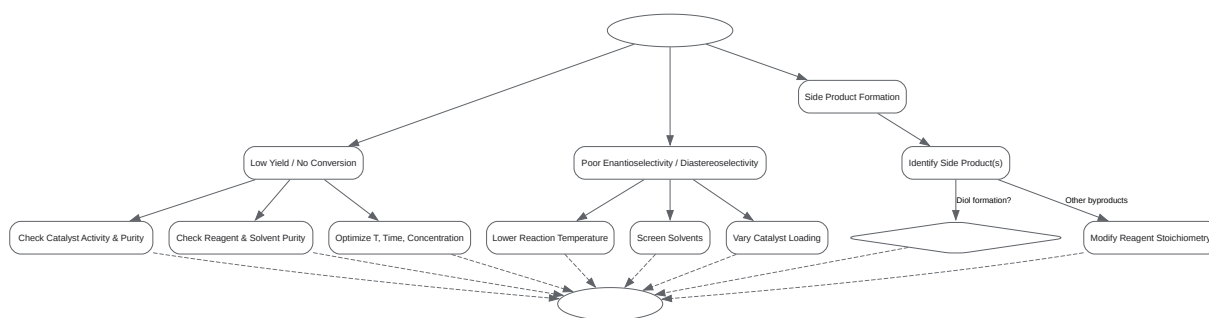 Side Product Formation
Low Yield / No Conversion
Poor Enantioselectivity / Diastereoselectivity
Identify Side Product(s)
Diol formation?
Other byproducts
Check Catalyst Activity & Purity
Check Reagent & Solvent Purity
Optimize T, Time, Concentration
Lower Reaction Temperature
Screen Solvents
Vary Catalyst Loading
Modify Reagent Stoichiometry